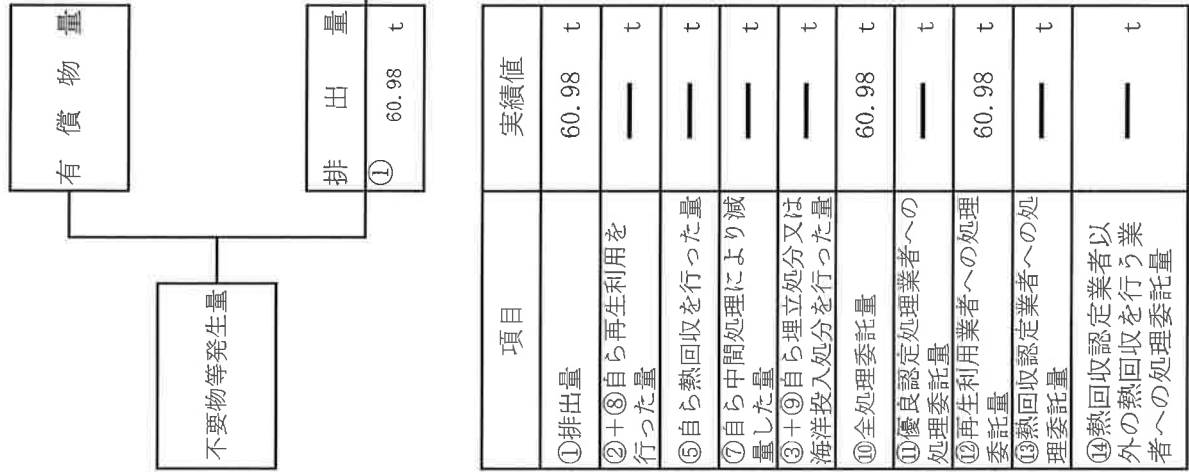 有償物量
不要物等発生量
排出量
①
60.98 t
項目 実績値
①排出量 60.98 t
②+⑧自ら再生利用を
行った量 ━ t
⑤自ら熱回収を行った量 ━ t
⑦自ら中間処理により減
量した量 ━ t
③+⑨自ら埋立処分又は
海洋投入処分を行った量 ━ t
⑩全処理委託量 60.98 t
⑪優良認定処理業者への
処理委託量 ━ t
⑫再生利用業者への処理
委託量 60.98 t
⑬熱回収認定業者への処
理委託量 ━ t
⑭熱回収認定業者以
外の熱回収を行う業
者への処理委託量 ━ t